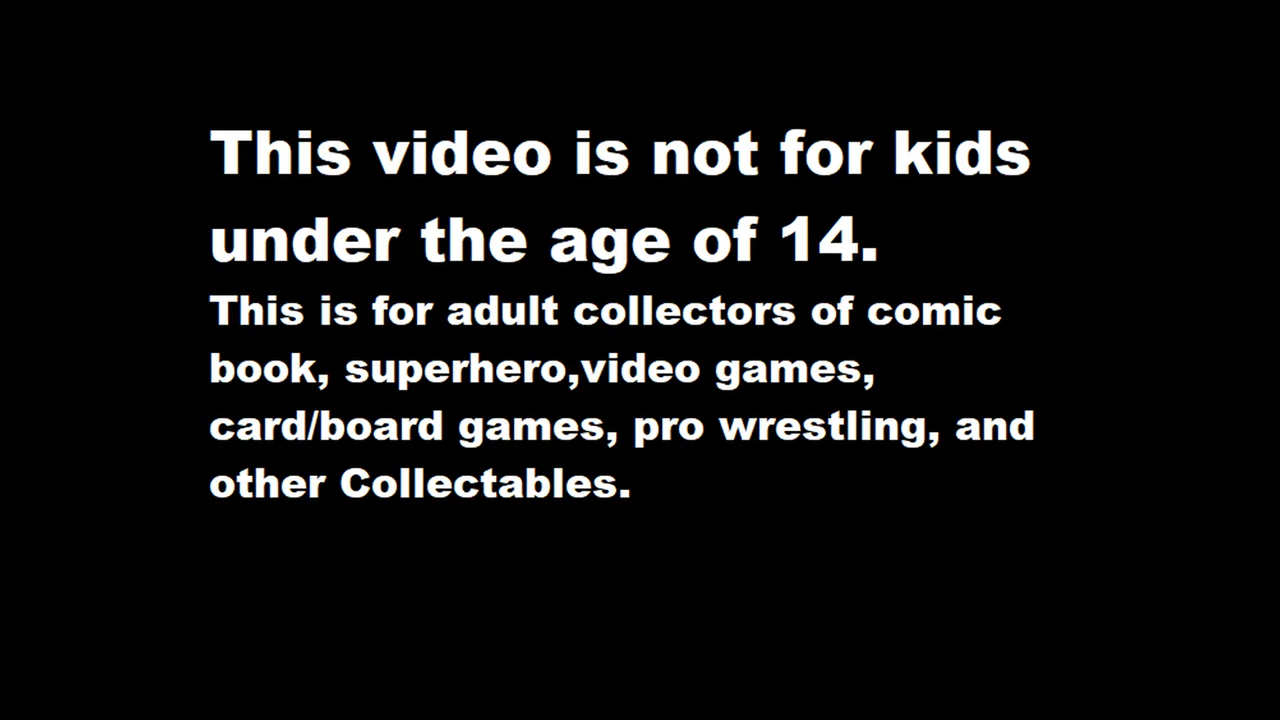 This video is not for kids
under the age of 14.
This is for adult collectors of comic
book, superhero,video games,
card/board games, pro wrestling, and
other Collectables.